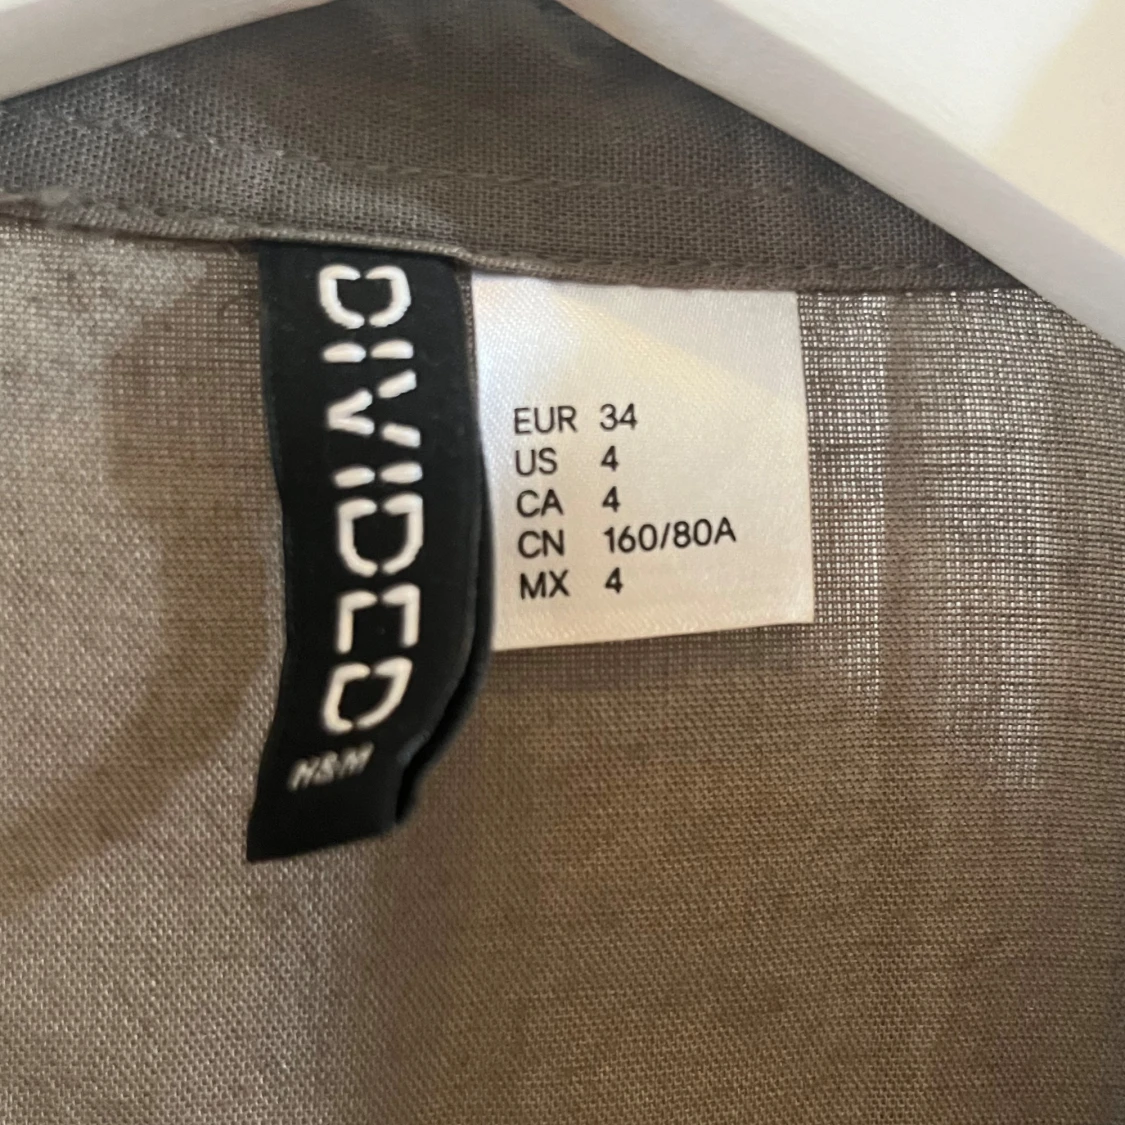 DIVIDED
H&M
EUR 34
US 4
CA 4
CN 160/80A
MX 4